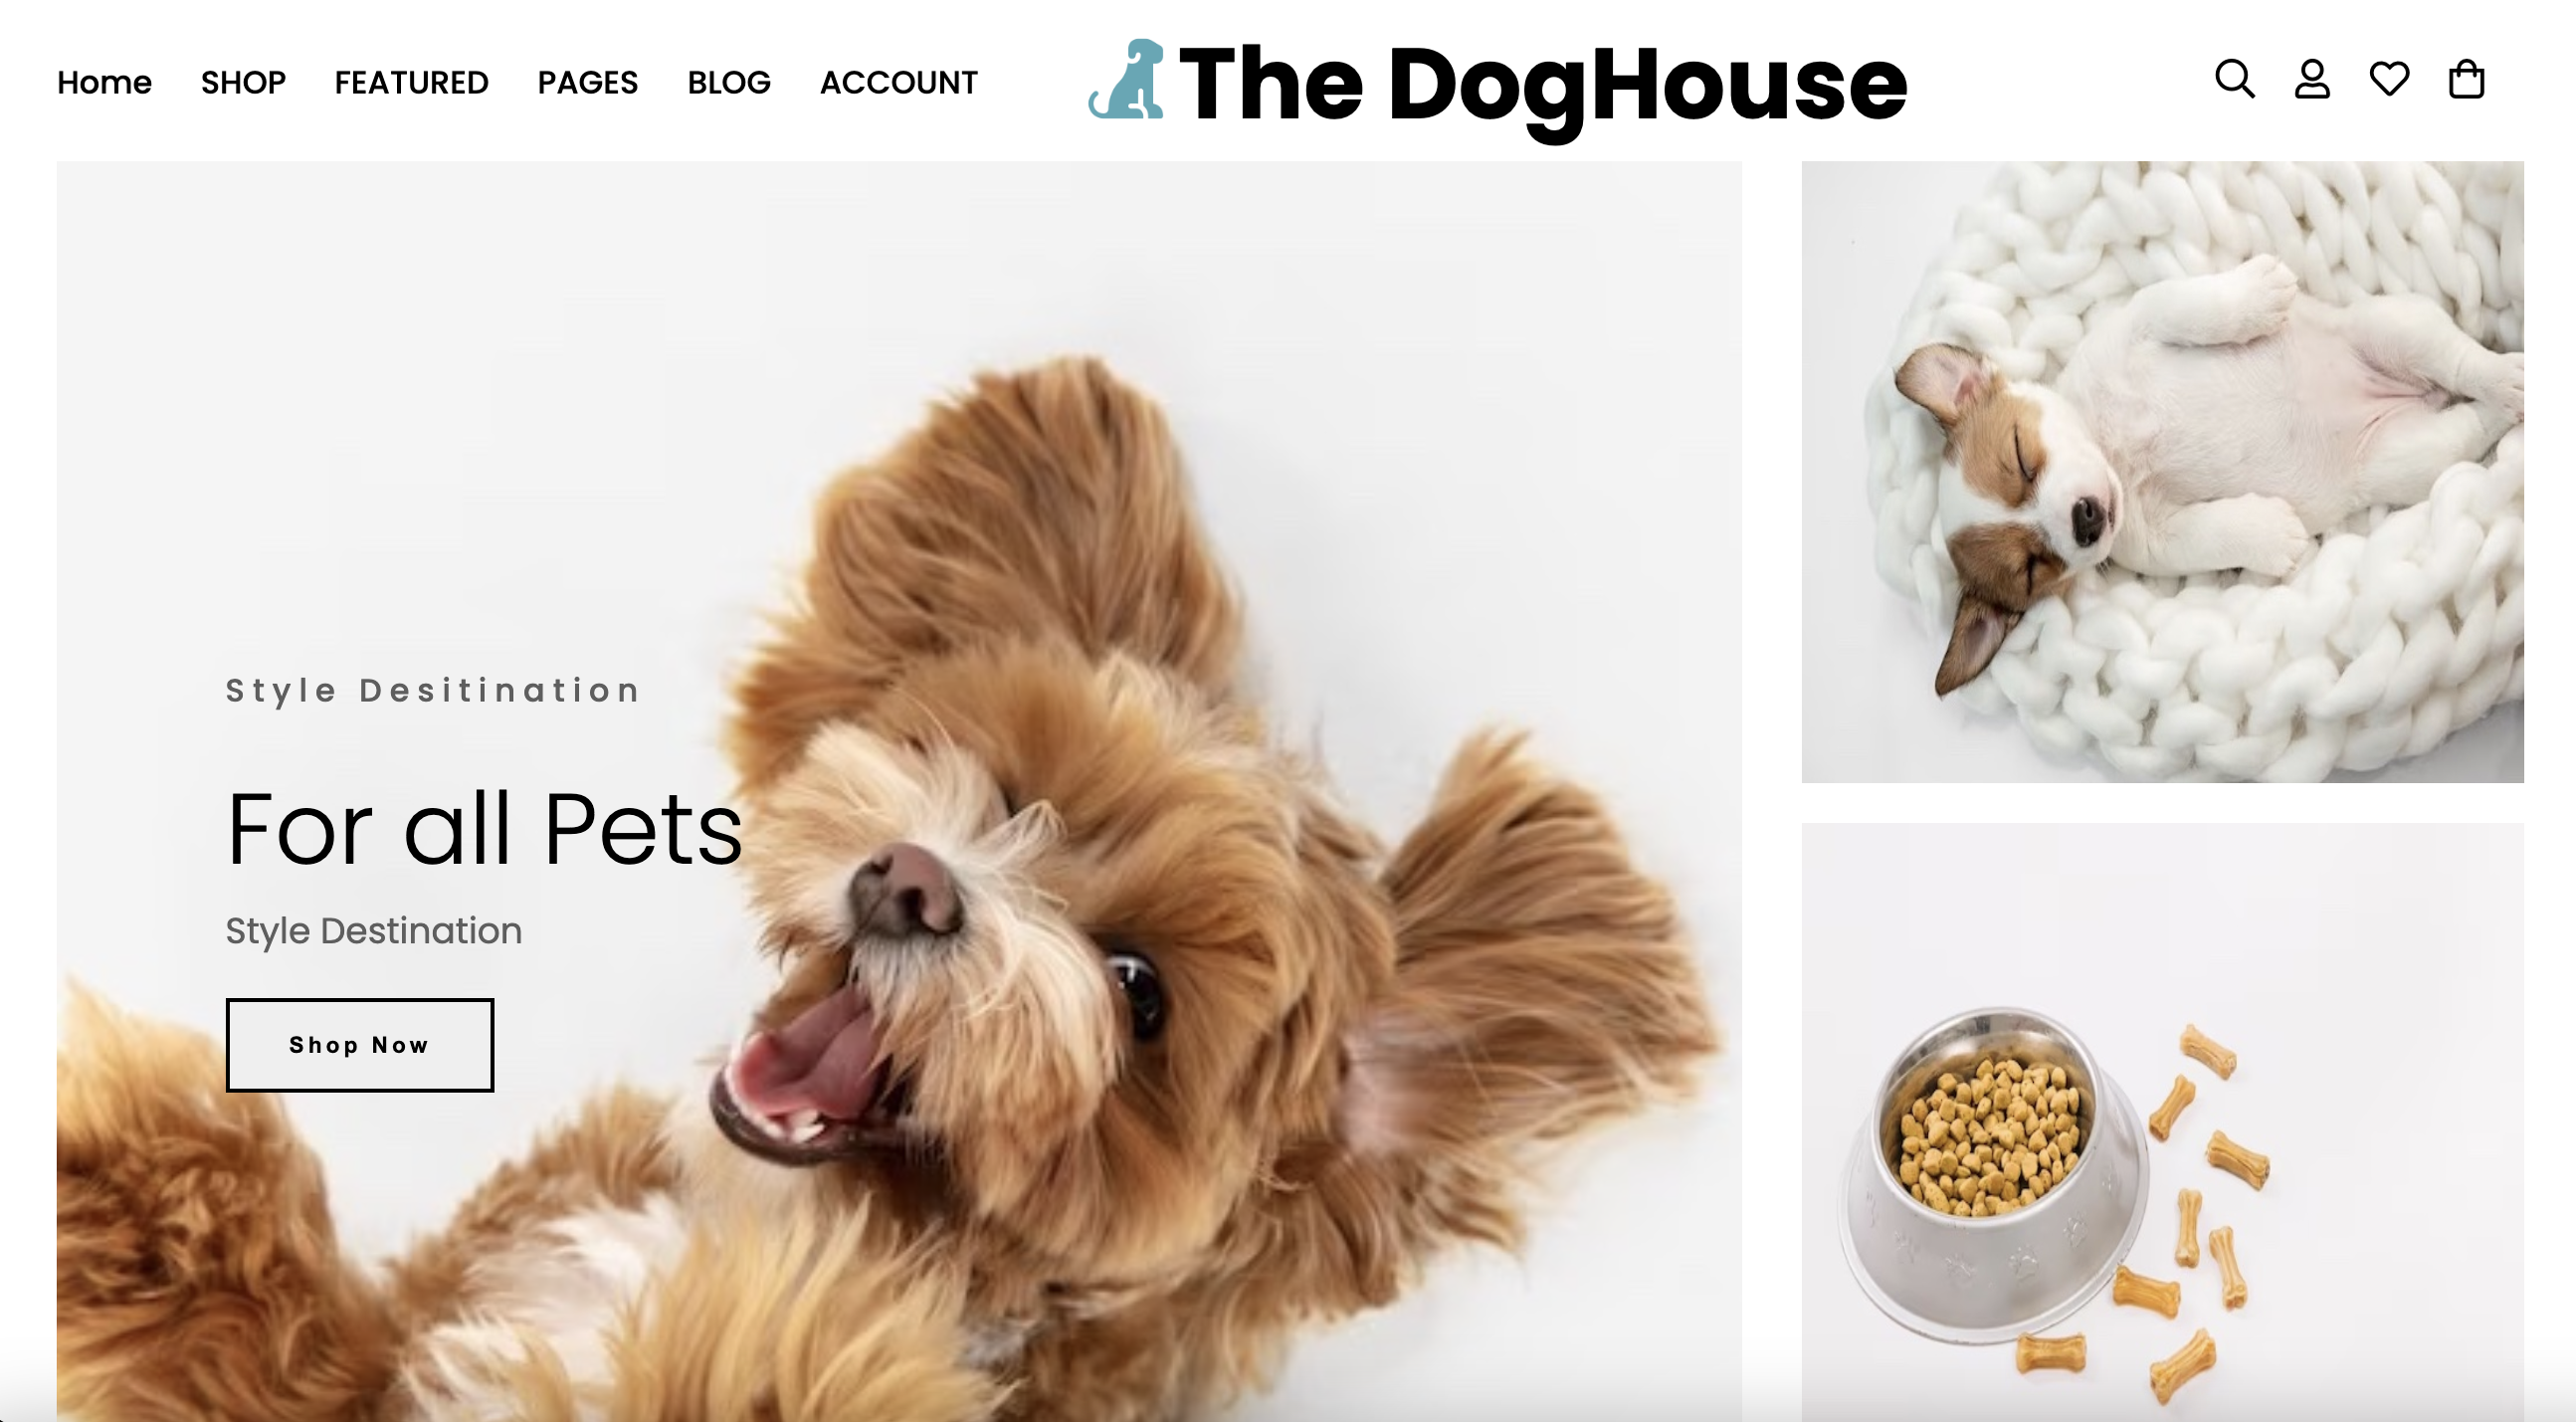 Home SHOP FEATURED PAGES BLOG ACCOUNT The DogHouse
Style Desitination
For all Pets
Style Destination
Shop Now